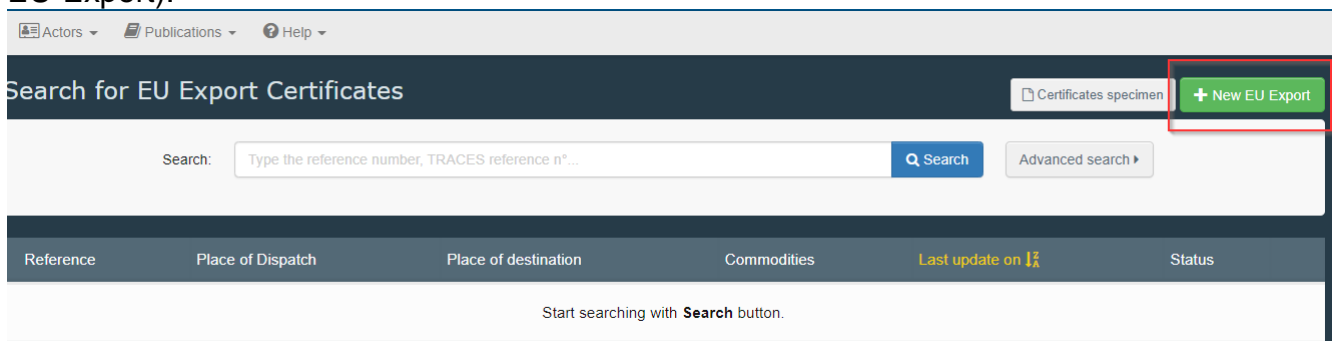 EU Export).
Actors Publications Help
Search for EU Export Certificates Certificates specimen New EU Export
Search: Type the reference number, TRACES reference n°... Search Advanced search
Reference Place of Dispatch Place of destination Commodities Last update on Status
Start searching with Search button.